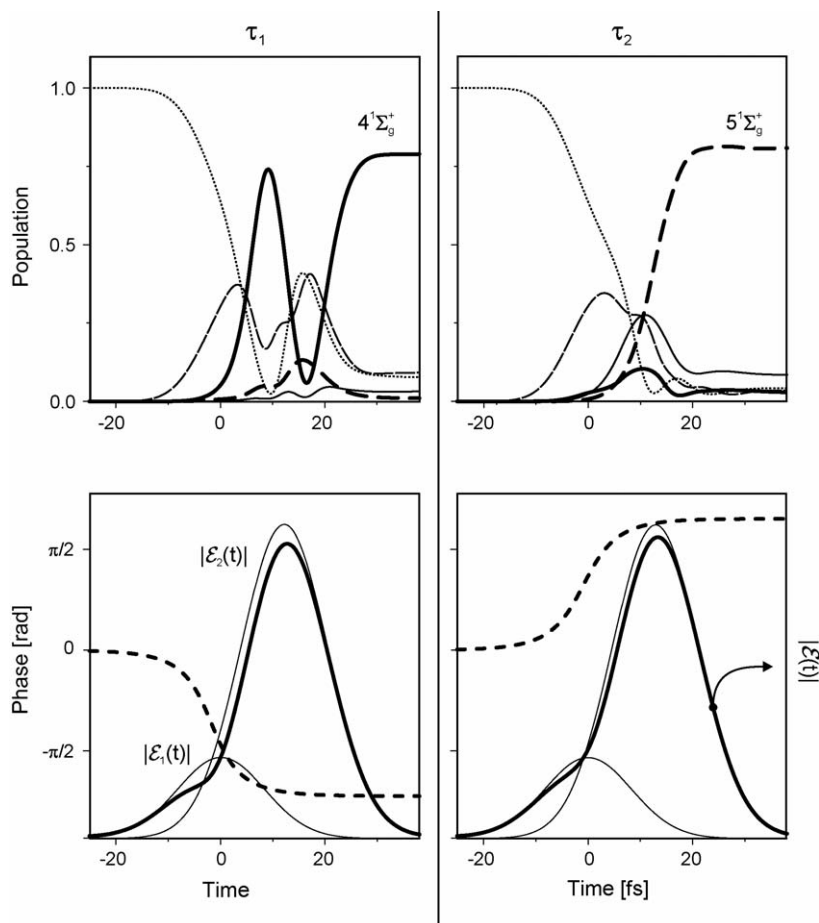 τ₁ τ₂
1.0
4¹Σg⁺ 5¹Σg⁺
Population
0.5
0.0
-20 0 20 -20 0 20
π/2
|ℰ₂(t)|
Phase [rad]
0
|ℰ(t)|
-π/2
|ℰ₁(t)|
-20 0 20 -20 0 20
Time Time [fs]